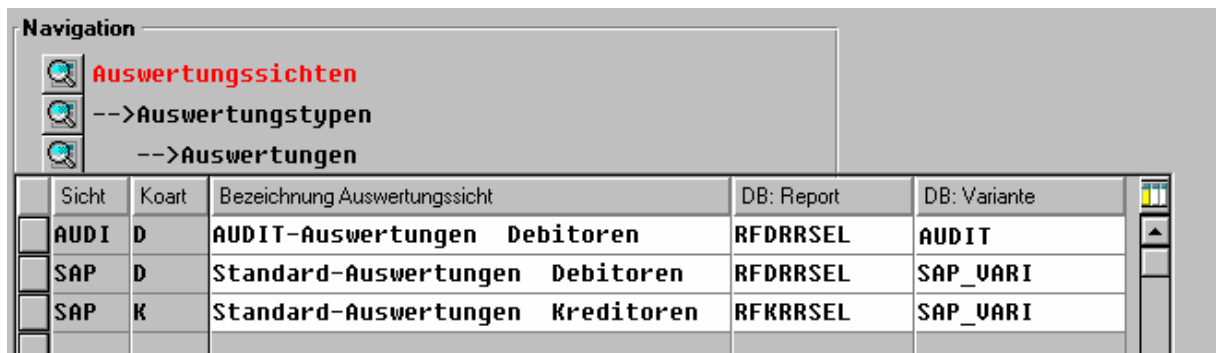 Navigation
Auswertungssichten
-->Auswertungstypen
-->Auswertungen
Sicht Koart Bezeichnung Auswertungssicht DB: Report DB: Variante
AUDI D AUDIT-Auswertungen Debitoren RFDRRSEL AUDIT
SAP D Standard-Auswertungen Debitoren RFDRRSEL SAP_VARI
SAP K Standard-Auswertungen Kreditoren RFKRRSEL SAP_VARI